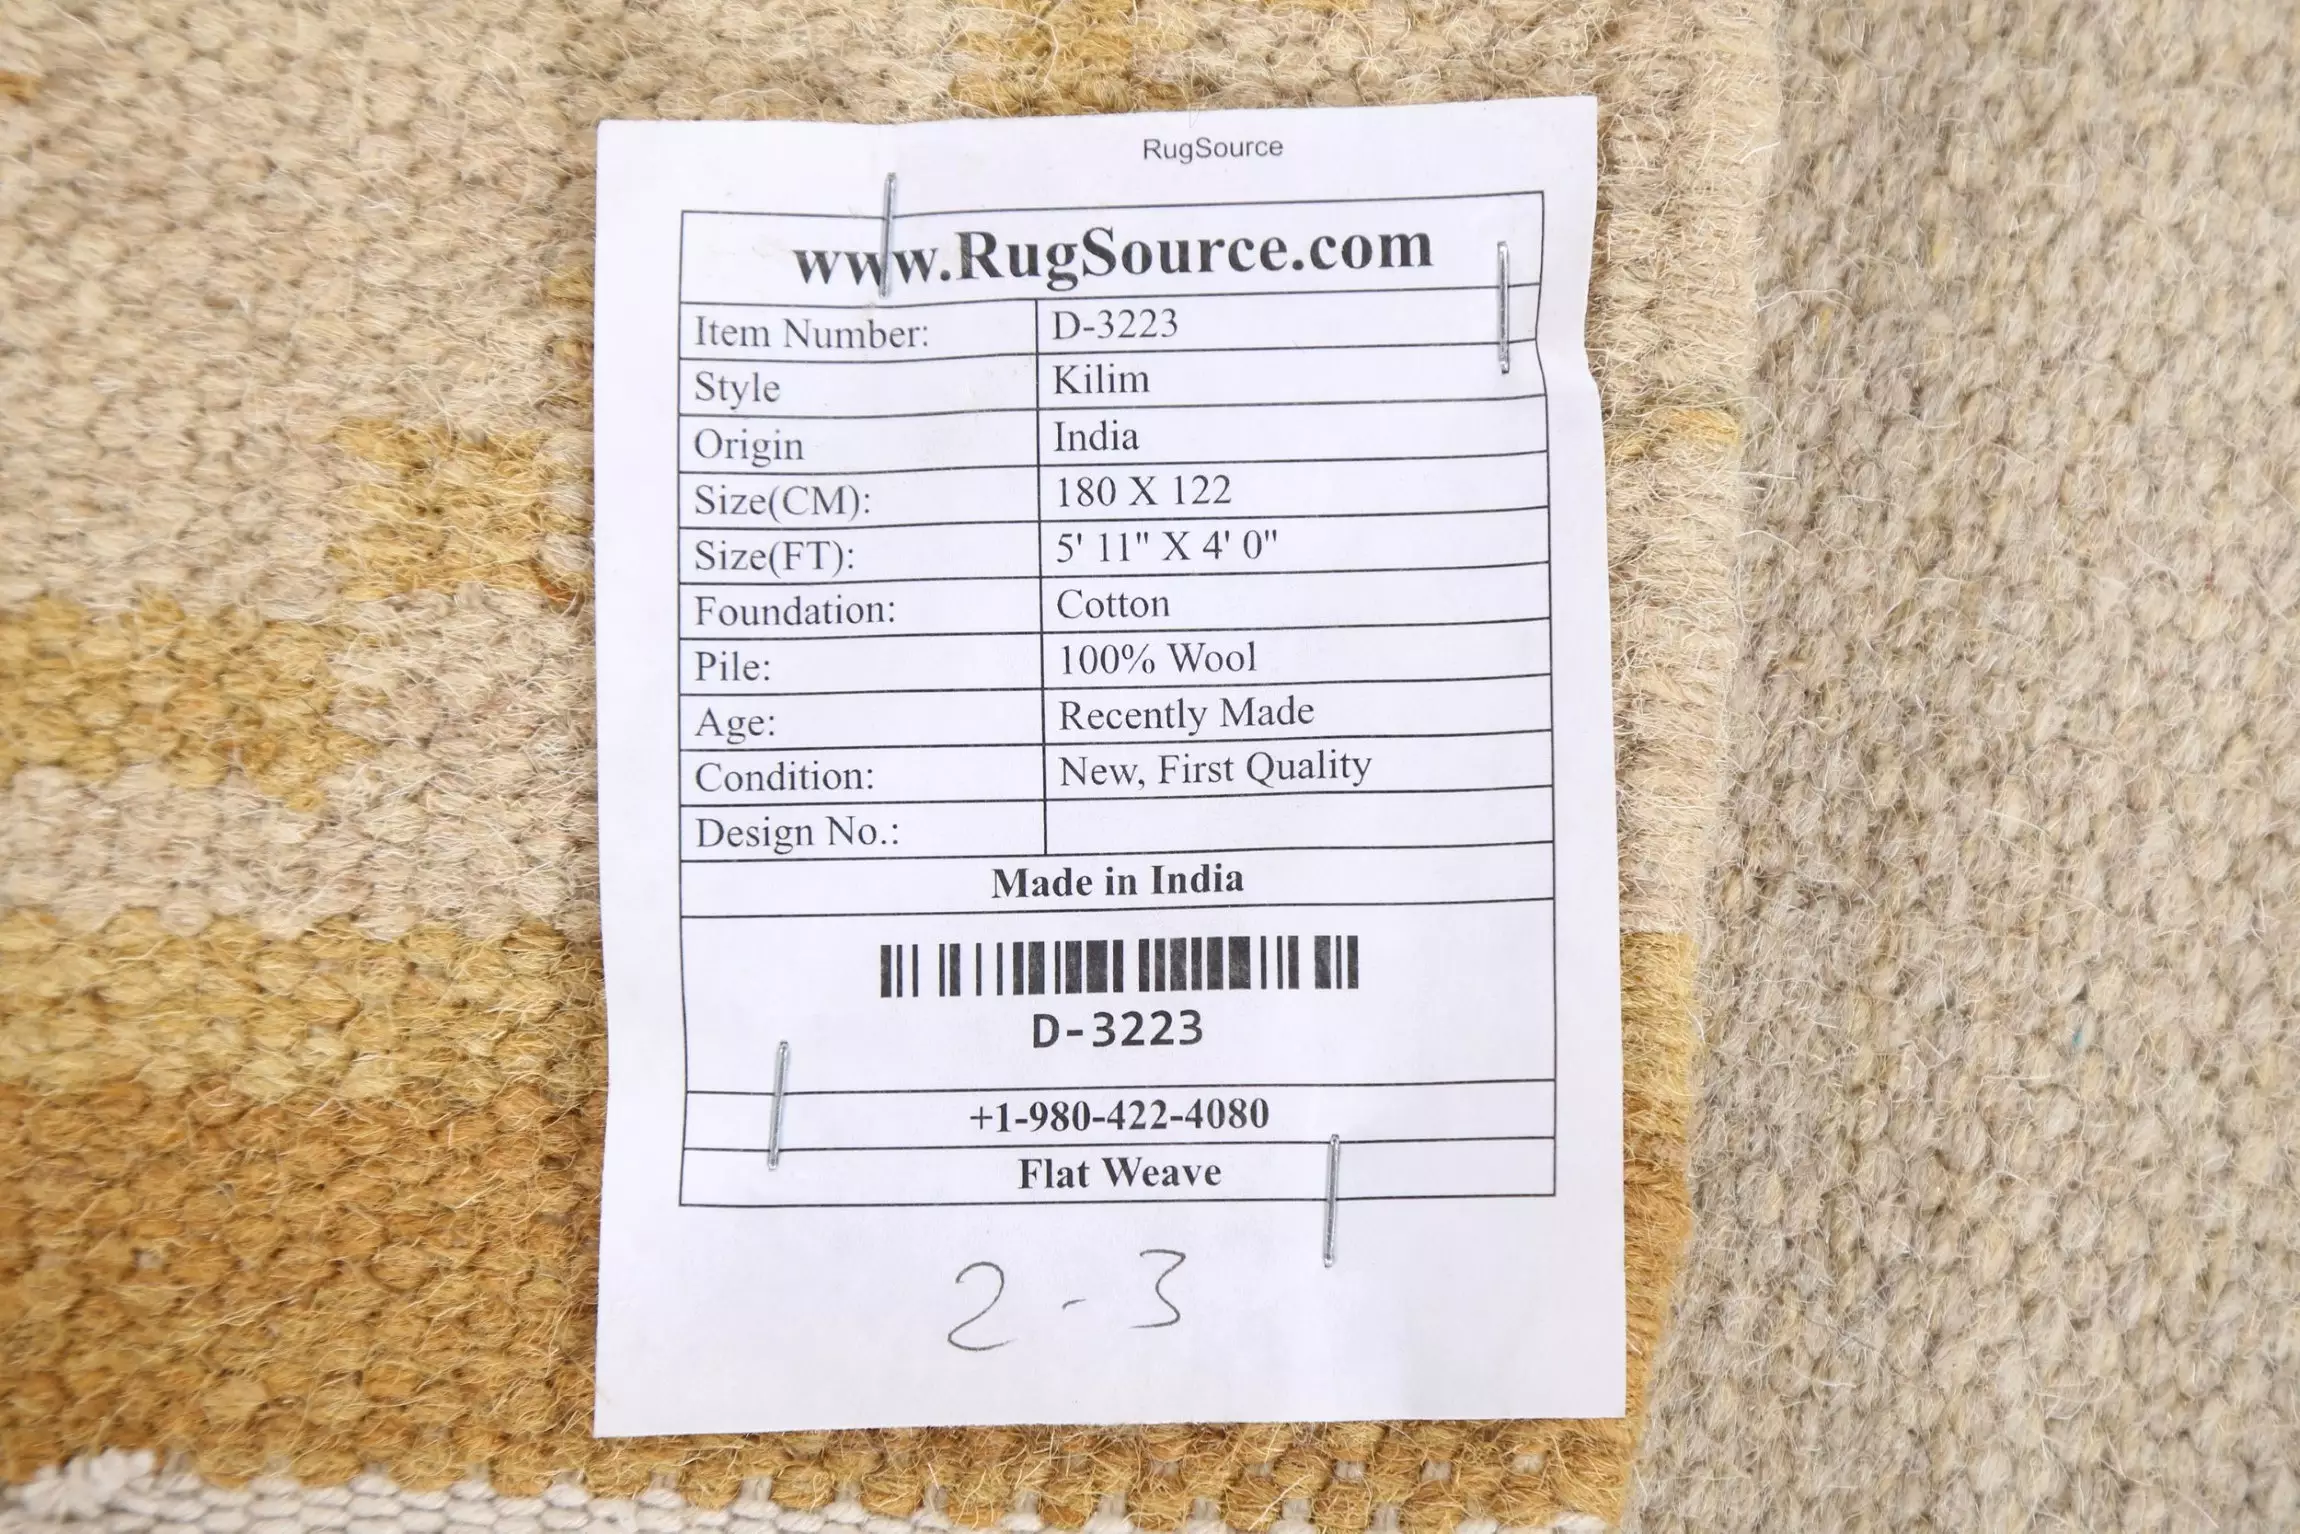 RugSource
www.RugSource.com
Item Number: D-3223
Style Kilim
Origin India
Size(CM): 180 X 122
Size(FT): 5' 11" X 4' 0"
Foundation: Cotton
Pile: 100% Wool
Age: Recently Made
Condition: New, First Quality
Design No.:
Made in India
D-3223
+1-980-422-4080
Flat Weave
2-3